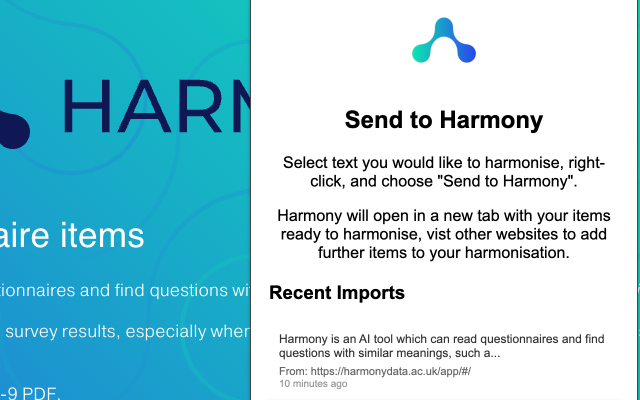 HARM
aire items
tionnaires and find questions wi
survey results, especially wher
-9 PDF.
Send to Harmony
Select text you would like to harmonise, right-
click, and choose "Send to Harmony".
Harmony will open in a new tab with your items
ready to harmonise, vist other websites to add
further items to your harmonisation.
Recent Imports
Harmony is an AI tool which can read questionnaires and find
questions with similar meanings, such a...
From: https://harmonydata.ac.uk/app/#/
10 minutes ago